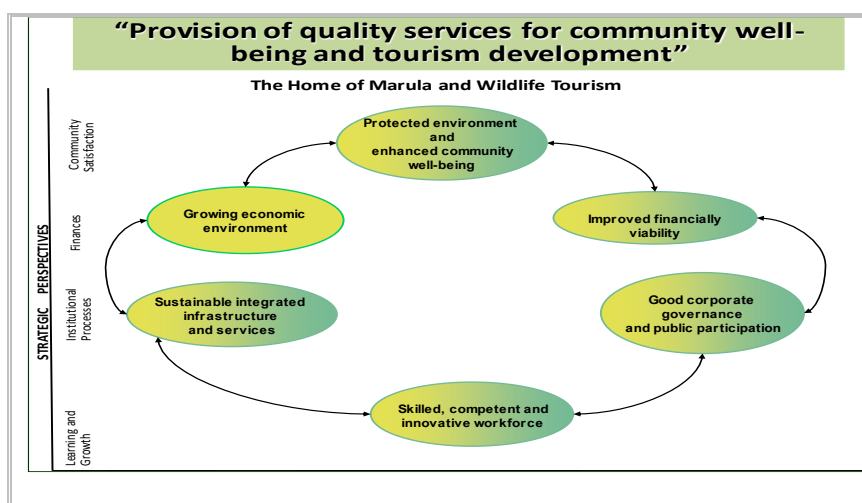 “Provision of quality services for community well-
being and tourism development”
The Home of Marula and Wildlife Tourism
STRATEGIC PERSPECTIVES
Community
Satisfaction
Finances
Institutional
Processes
Learning and
Growth
Protected environment
and
enhanced community
well-being
Growing economic
environment
Improved financially
viability
Sustainable integrated
infrastructure
and services
Good corporate
governance
and public participation
Skilled, competent and
innovative workforce